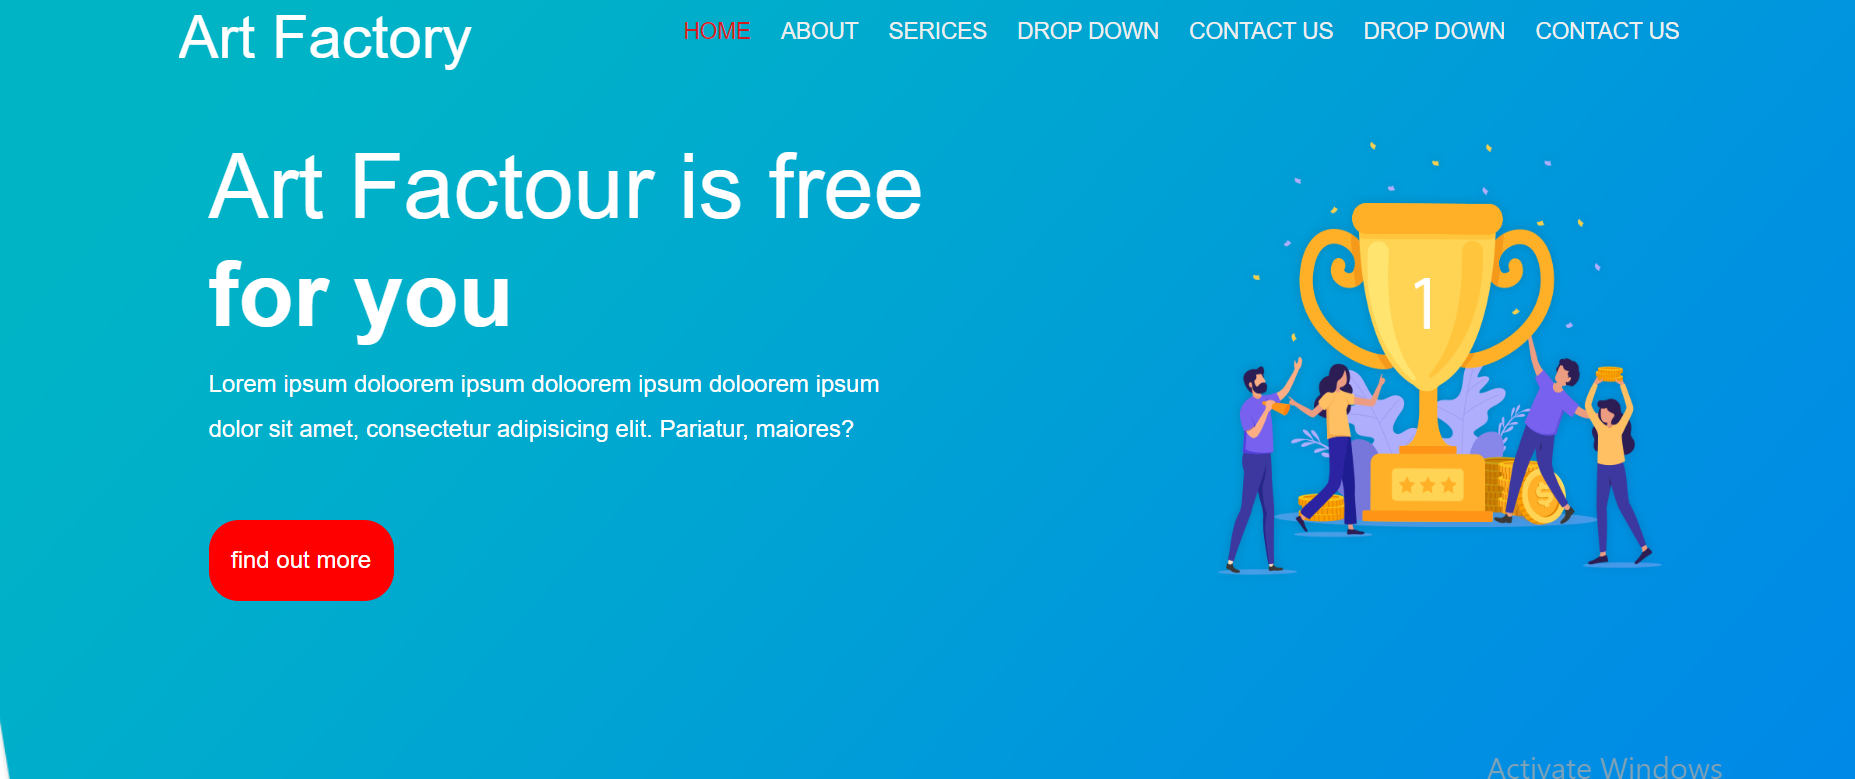 Art Factory
HOME ABOUT SERICES DROP DOWN CONTACT US DROP DOWN CONTACT US
Art Factour is free
for you
Lorem ipsum doloorem ipsum doloorem ipsum doloorem ipsum
dolor sit amet, consectetur adipisicing elit. Pariatur, maiores?
find out more
1
$
Activate Windows